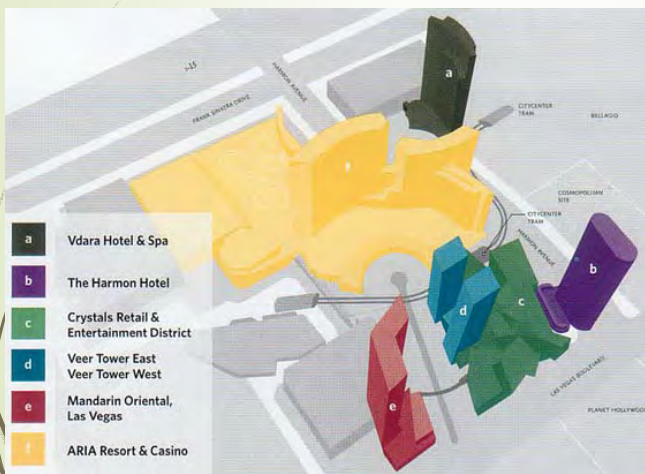 I-15
HARMON AVENUE
FRANK SINATRA DRIVE
a
CITYCENTER
TRAM
BELLAGIO
f
COSMOPOLITAN
SITE
CITYCENTER
TRAM
HARMON AVENUE
b
c
d
e
LAS VEGAS BOULEVARD
PLANET HOLLYWOOD
a Vdara Hotel & Spa
b The Harmon Hotel
c Crystals Retail &
Entertainment District
d Veer Tower East
Veer Tower West
e Mandarin Oriental,
Las Vegas
f ARIA Resort & Casino